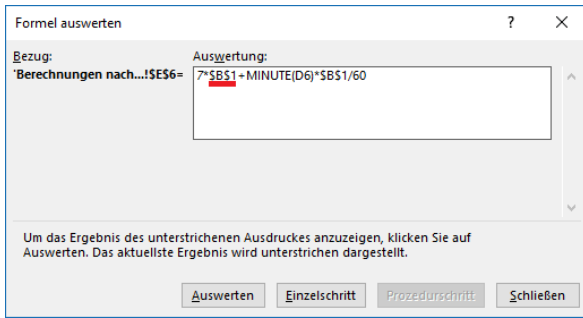 Formel auswerten ? ×
Bezug: Auswertung:
'Berechnungen nach...!$E$6= 7*$B$1+MINUTE(D6)*$B$1/60
Um das Ergebnis des unterstrichenen Ausdruckes anzuzeigen, klicken Sie auf
Auswerten. Das aktuellste Ergebnis wird unterstrichen dargestellt.
Auswerten Einzelschritt Prozedurschritt Schließen